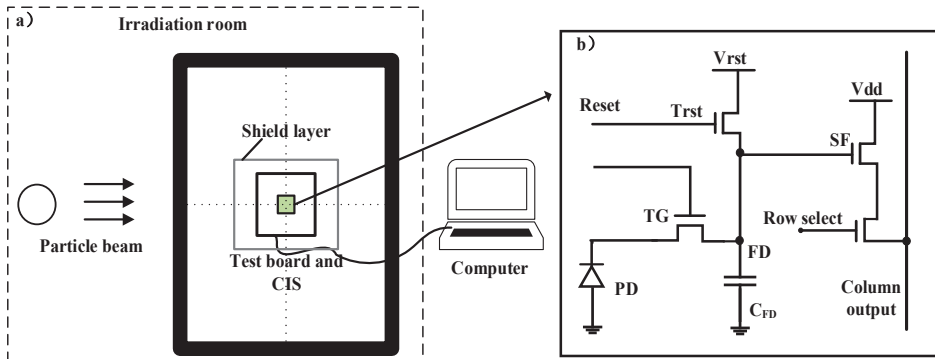 a)
Irradiation room
Shield layer
Particle beam
Test board and
CIS
Computer
b)
Vrst
Reset
Trst
Vdd
SF
TG
Row select
FD
PD
CFD
Column
output